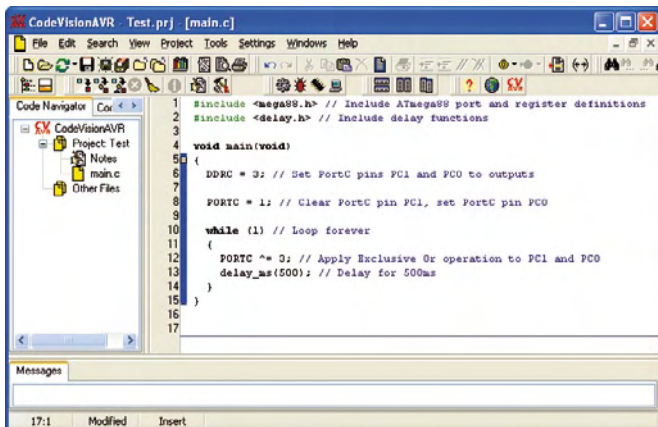 CodeVisionAVR - Test.prj - [main.c]
File Edit Search View Project Tools Settings Windows Help
Code Navigator
CodeVisionAVR
Project: Test
Notes
main.c
Other Files
1 #include <mega88.h> // Include ATmega88 port and register definitions
2 #include <delay.h> // Include delay functions
3
4 void main(void)
5 {
6 DDRC = 3; // Set PortC pins PC1 and PC0 to outputs
7
8 PORTC = 1; // Clear PortC pin PC1, set PortC pin PC0
9
10 while (1) // Loop forever
11 {
12 PORTC ^= 3; // Apply Exclusive Or operation to PC1 and PC0
13 delay_ms(500); // Delay for 500ms
14 }
15 }
16
17
Messages
17:1 Modified Insert